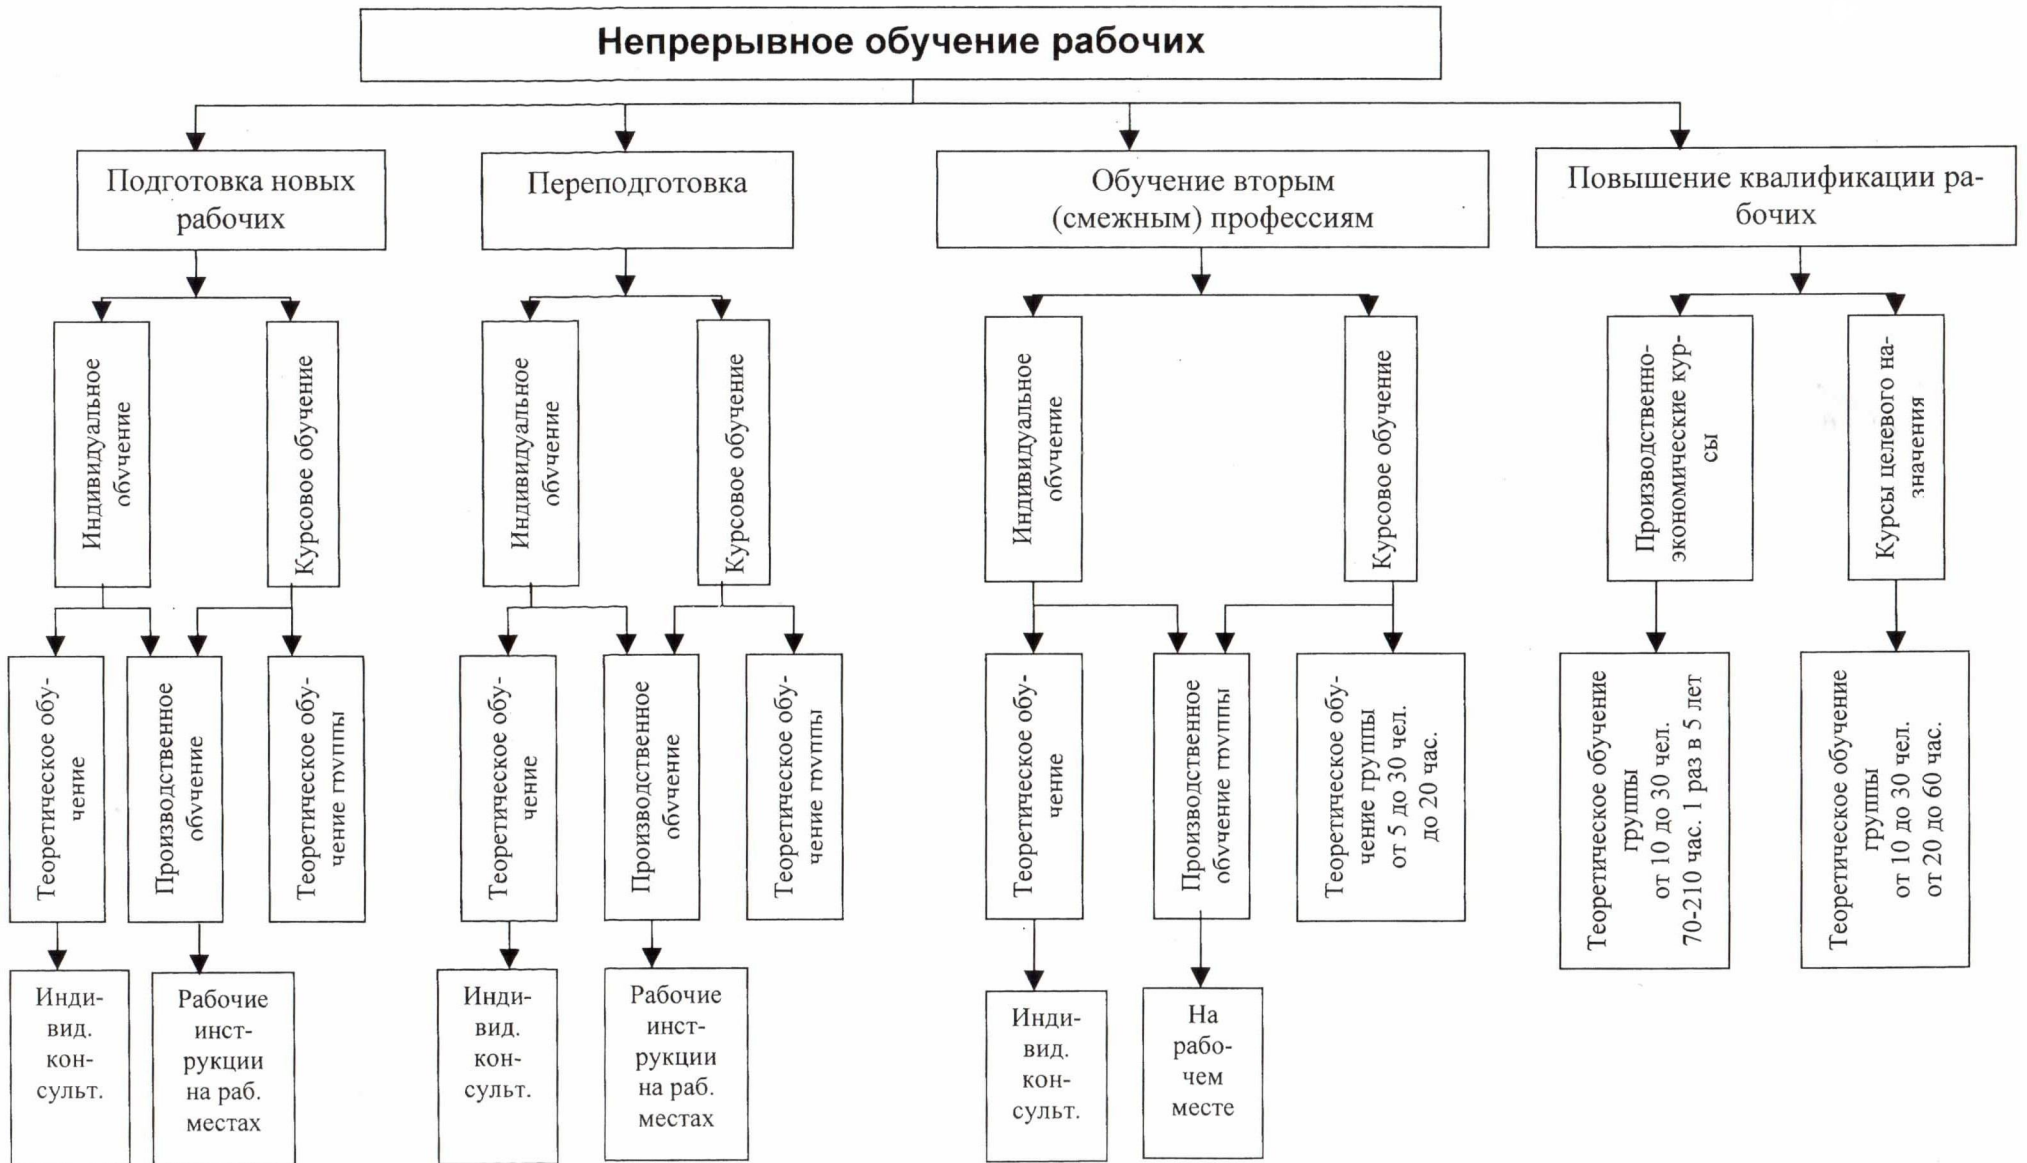 Непрерывное обучение рабочих
Подготовка новых
рабочих
Переподготовка
Обучение вторым
(смежным) профессиям
Повышение квалификации ра-
бочих
Индивидуальное
обучение
Курсовое обучение
Индивидуальное
обучение
Курсовое обучение
Индивидуальное
обучение
Курсовое обучение
Производственно-
экономические кур-
сы
Курсы целевого на-
значения
Теоретическое обу-
чение
Производственное
обучение
Теоретическое обу-
чение группы
Теоретическое обу-
чение
Производственное
обучение
Теоретическое обу-
чение группы
Теоретическое обу-
чение
Производственное
обучение группы
Теоретическое обу-
чение группы
от 5 до 30 чел.
до 20 час.
Теоретическое обучение
группы
от 10 до 30 чел.
70-210 час. 1 раз в 5 лет
Теоретическое обучение
группы
от 10 до 30 чел.
от 20 до 60 час.
Инди-
вид.
кон-
сульт.
Рабочие
инст-
рукции
на раб.
местах
Инди-
вид.
кон-
сульт.
Рабочие
инст-
рукции
на раб.
местах
Инди-
вид.
кон-
сульт.
На
рабо-
чем
месте